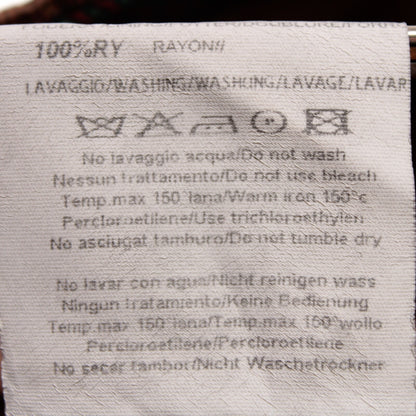 100%RY RAYON//
LAVAGGIO/WASHING/WASHUNG/LAVAGE/LAVAR
No lavaggio acqua/Do not wash
Nessun trattamento/Do not use bleach
Temp.max 150°lana/Warm iron 150°c
Percloroetilene/Use trichloroethylen
No asciugat tamburo/Do not tumble dry
No lavar con agua/Nicht reinigen wass
Ningun tratamiento/Keine Bedienung
Temp.max 150°lana/Temp.max 150°wollo
Percloroetilene/Perchloroetilene
No secar tambor/Nicht Waschetrockner